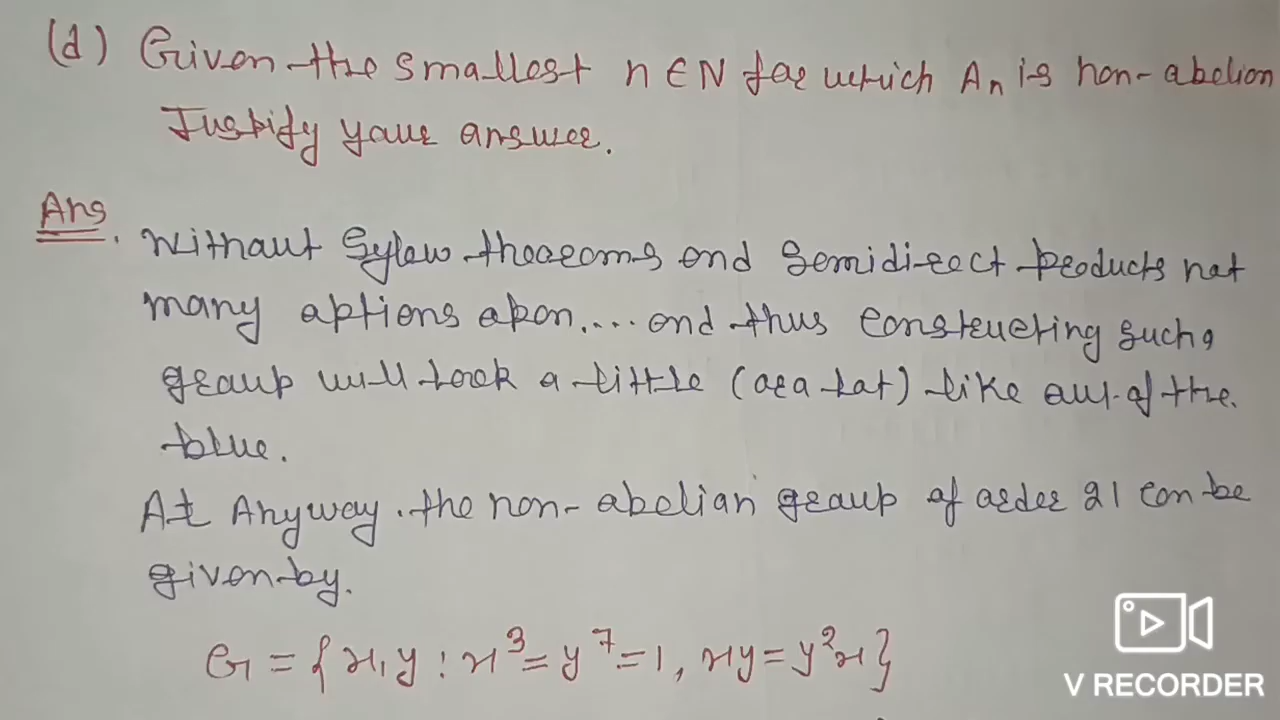 (d) Given the smallest n ∈ N for which Aₙ is non-abelian
Justify your answer.
Ans. Without Sylow theorems and semidirect products not
many options open.... and thus constructing such a
group will look a little (or a lot) like out of the
blue.
At Anyway. the non-abelian group of order 21 can be
given by.
G = {x, y : x³ = y⁷ = 1, xy = y²x}
V RECORDER